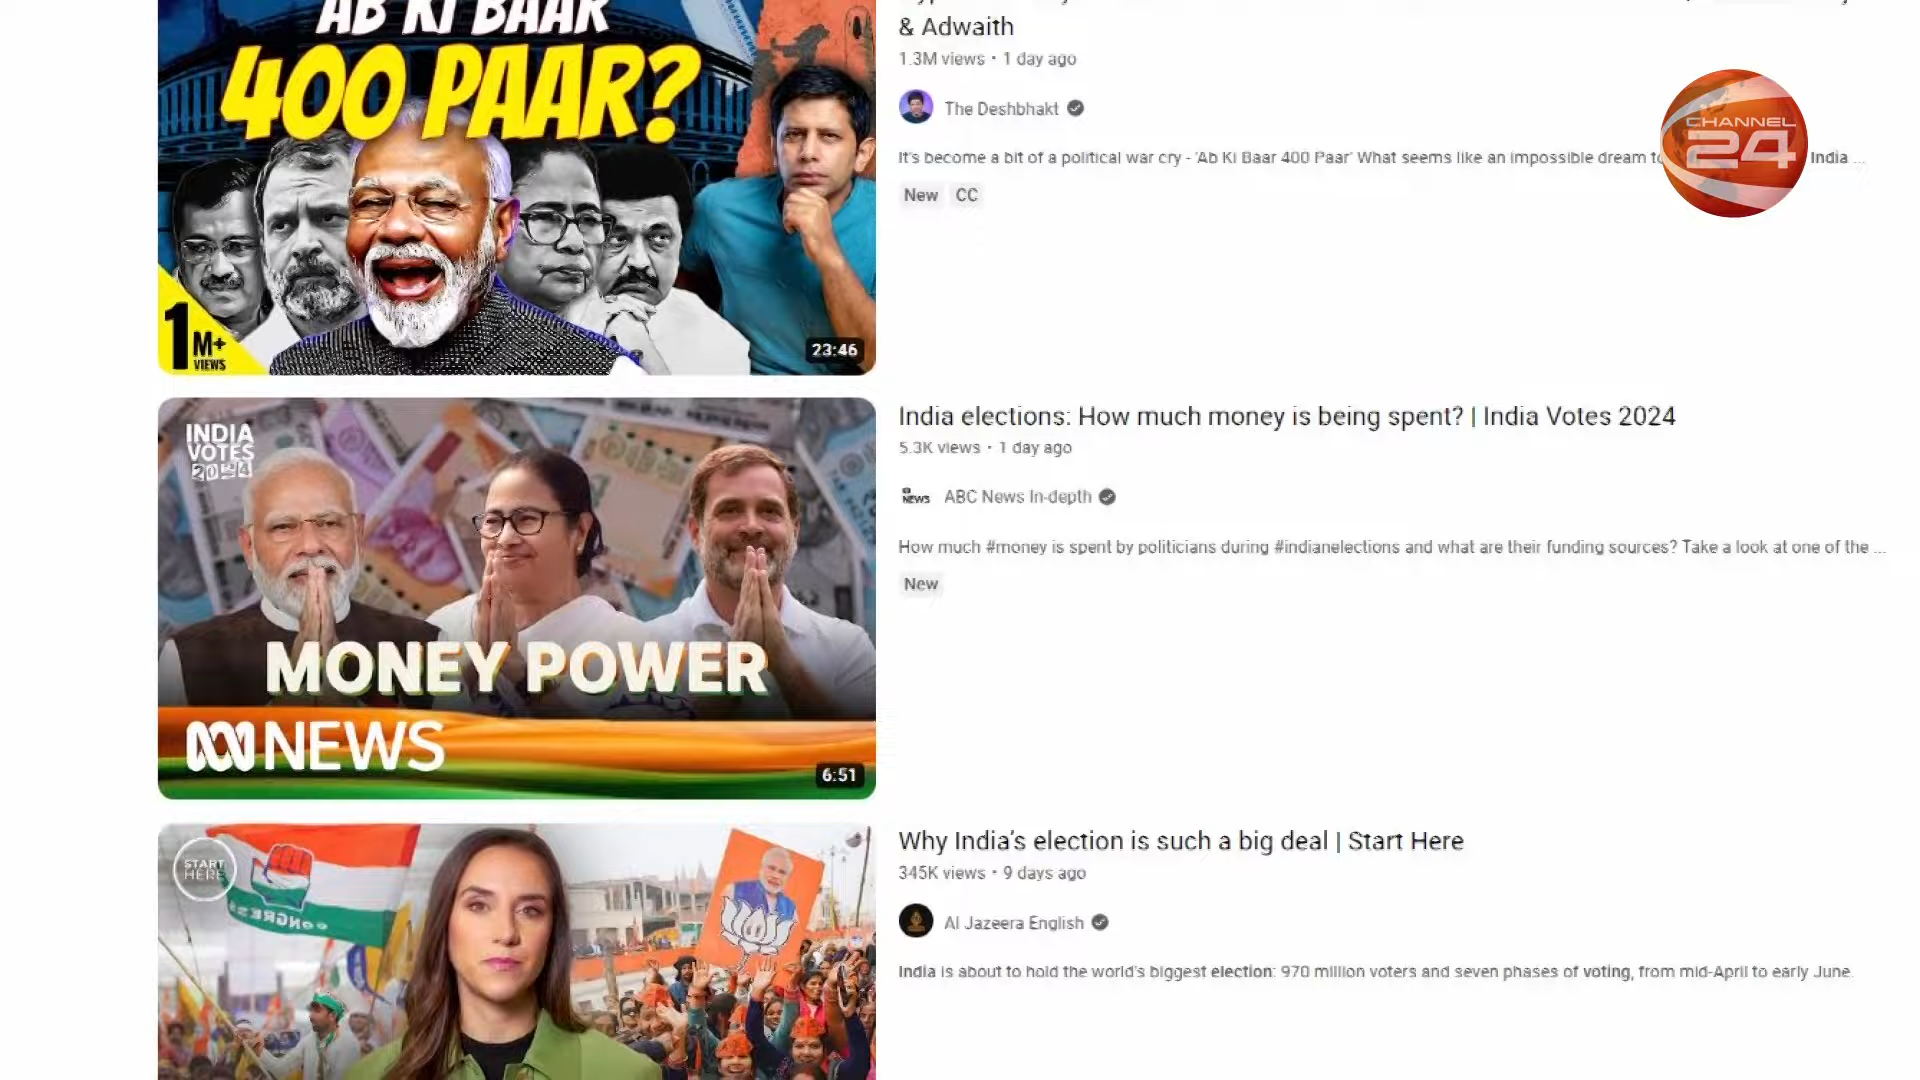 AB KI BAAR
400 PAAR?
1 M+
VIEWS
23:46
& Adwaith
1.3M views • 1 day ago
The Deshbhakt
It's become a bit of a political war cry - 'Ab Ki Baar 400 Paar' What seems like an impossible dream
India ...
New CC
CHANNEL
24
INDIA
VOTES
2024
MONEY POWER
NEWS
6:51
India elections: How much money is being spent? | India Votes 2024
5.3K views • 1 day ago
NEWS
ABC News In-depth
How much #money is spent by politicians during #indianelections and what are their funding sources? Take a look at one of the ...
New
START
HERE
CONGRESS
Why India's election is such a big deal | Start Here
345K views • 9 days ago
Al Jazeera English
India is about to hold the world's biggest election: 970 million voters and seven phases of voting, from mid-April to early June.